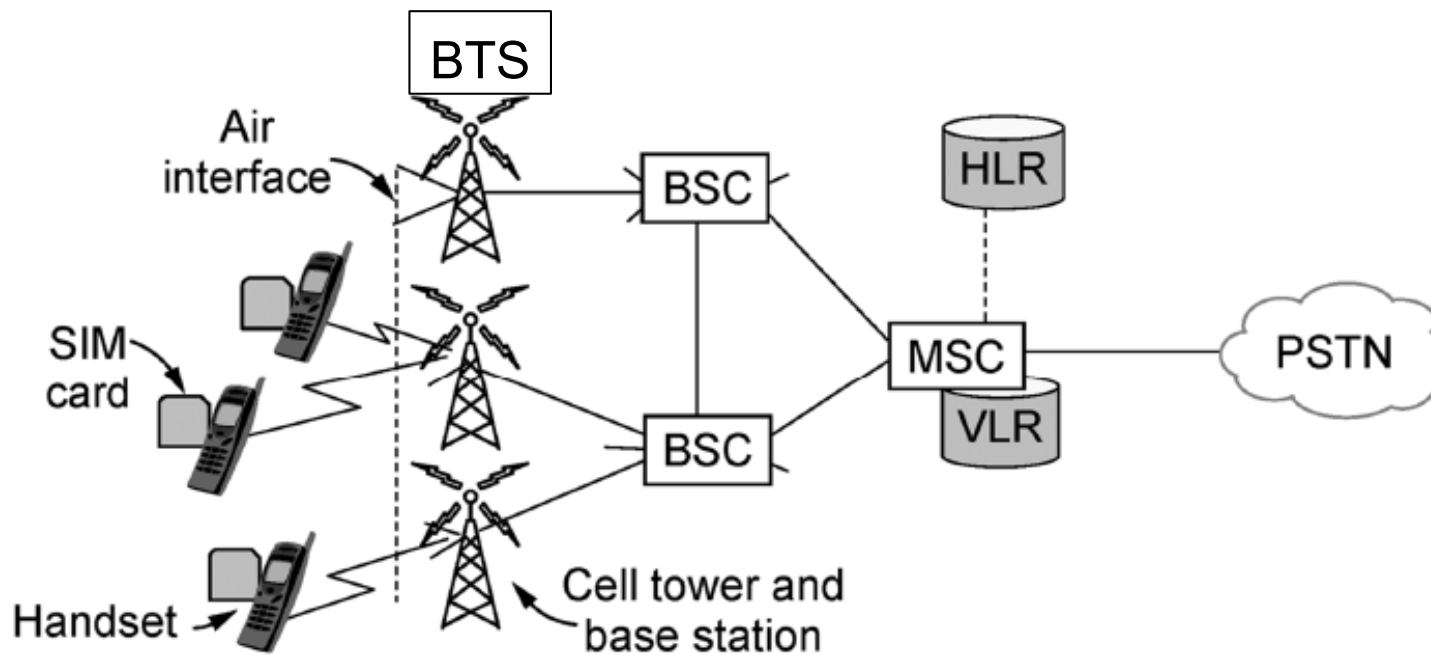 BTS
Air
interface
BSC
HLR
SIM
card
MSC
PSTN
VLR
BSC
Handset
Cell tower and
base station